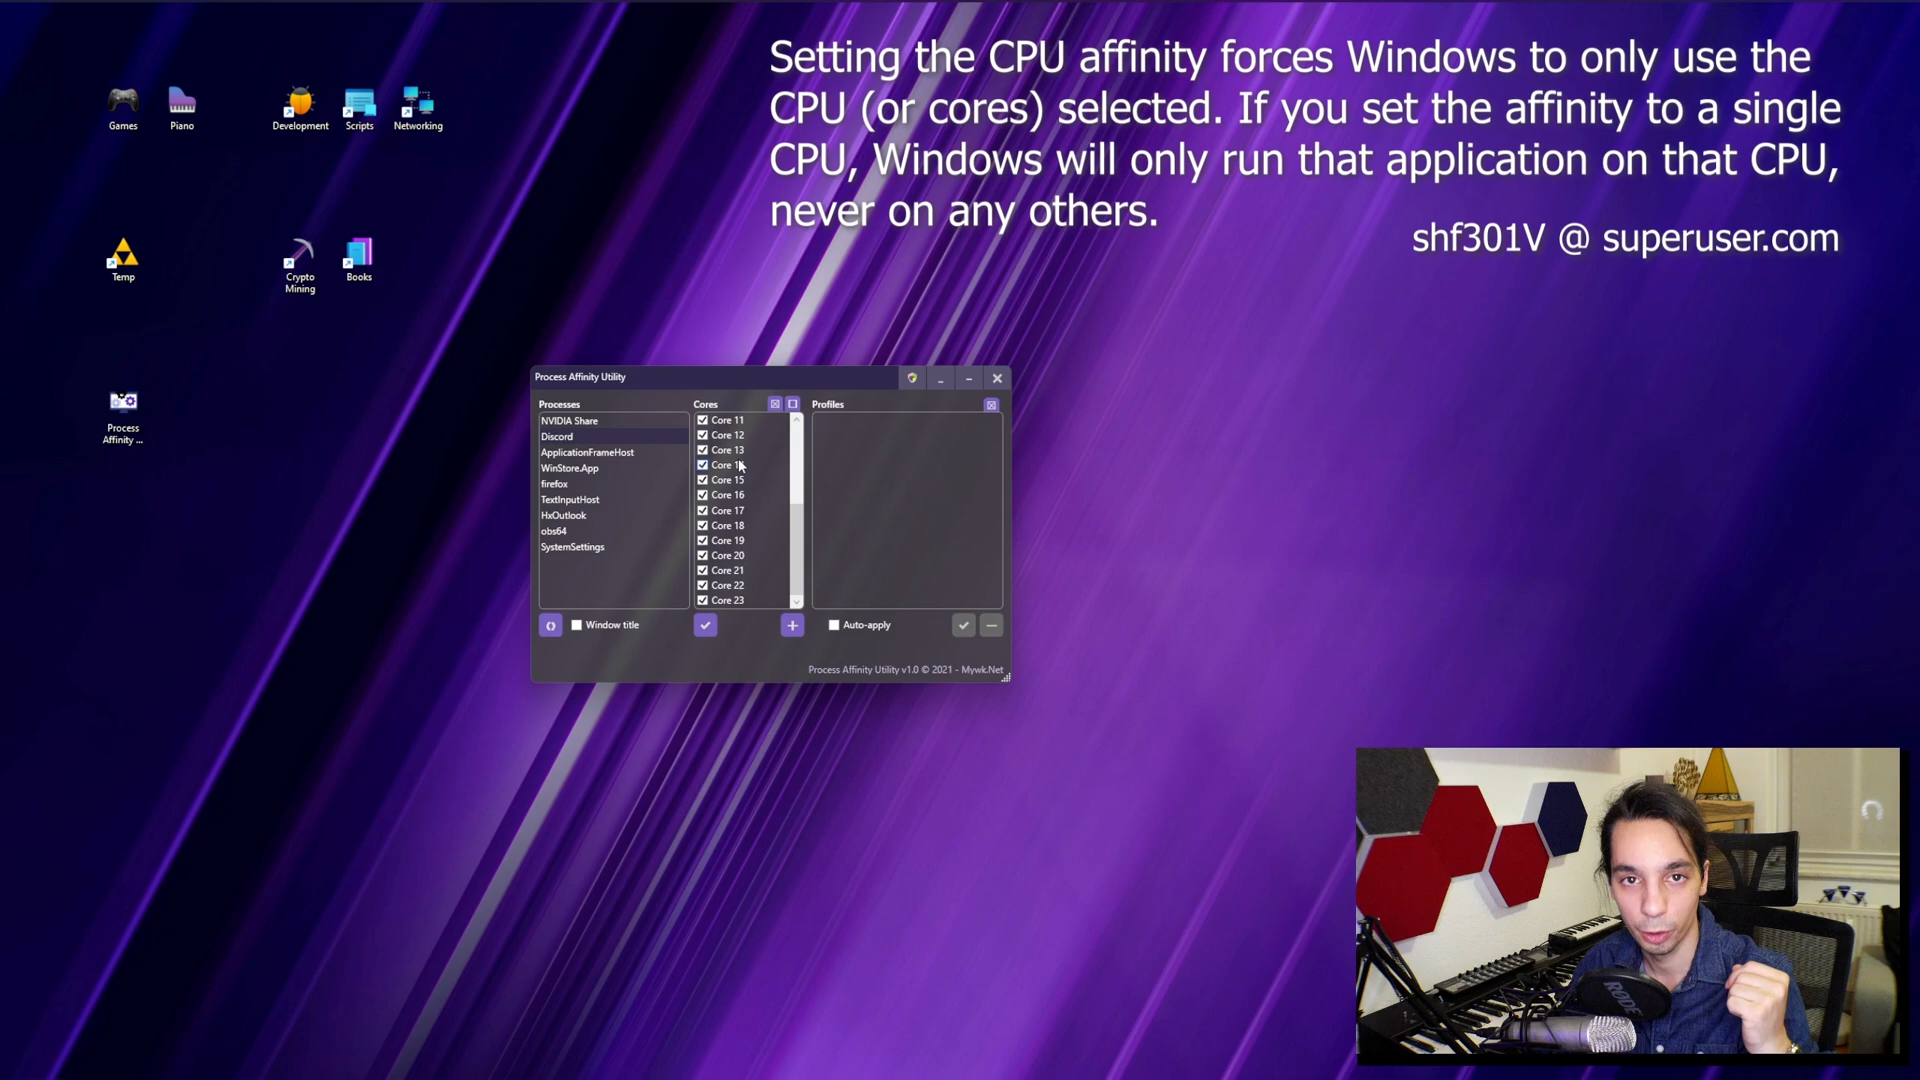 Setting the CPU affinity forces Windows to only use the
CPU (or cores) selected. If you set the affinity to a single
CPU, Windows will only run that application on that CPU,
never on any others.
shf301V @ superuser.com
Games
Piano
Development
Scripts
Networking
Temp
Crypto
Mining
Books
Process
Affinity ...
Process Affinity Utility
Processes
NVIDIA Share
Discord
ApplicationFrameHost
WinStore.App
firefox
TextInputHost
HxOutlook
obs64
SystemSettings
Window title
Cores
Core 11
Core 12
Core 13
Core
Core 15
Core 16
Core 17
Core 18
Core 19
Core 20
Core 21
Core 22
Core 23
Profiles
Auto-apply
Process Affinity Utility v1.0 © 2021 - Mywk.Net
RØDE